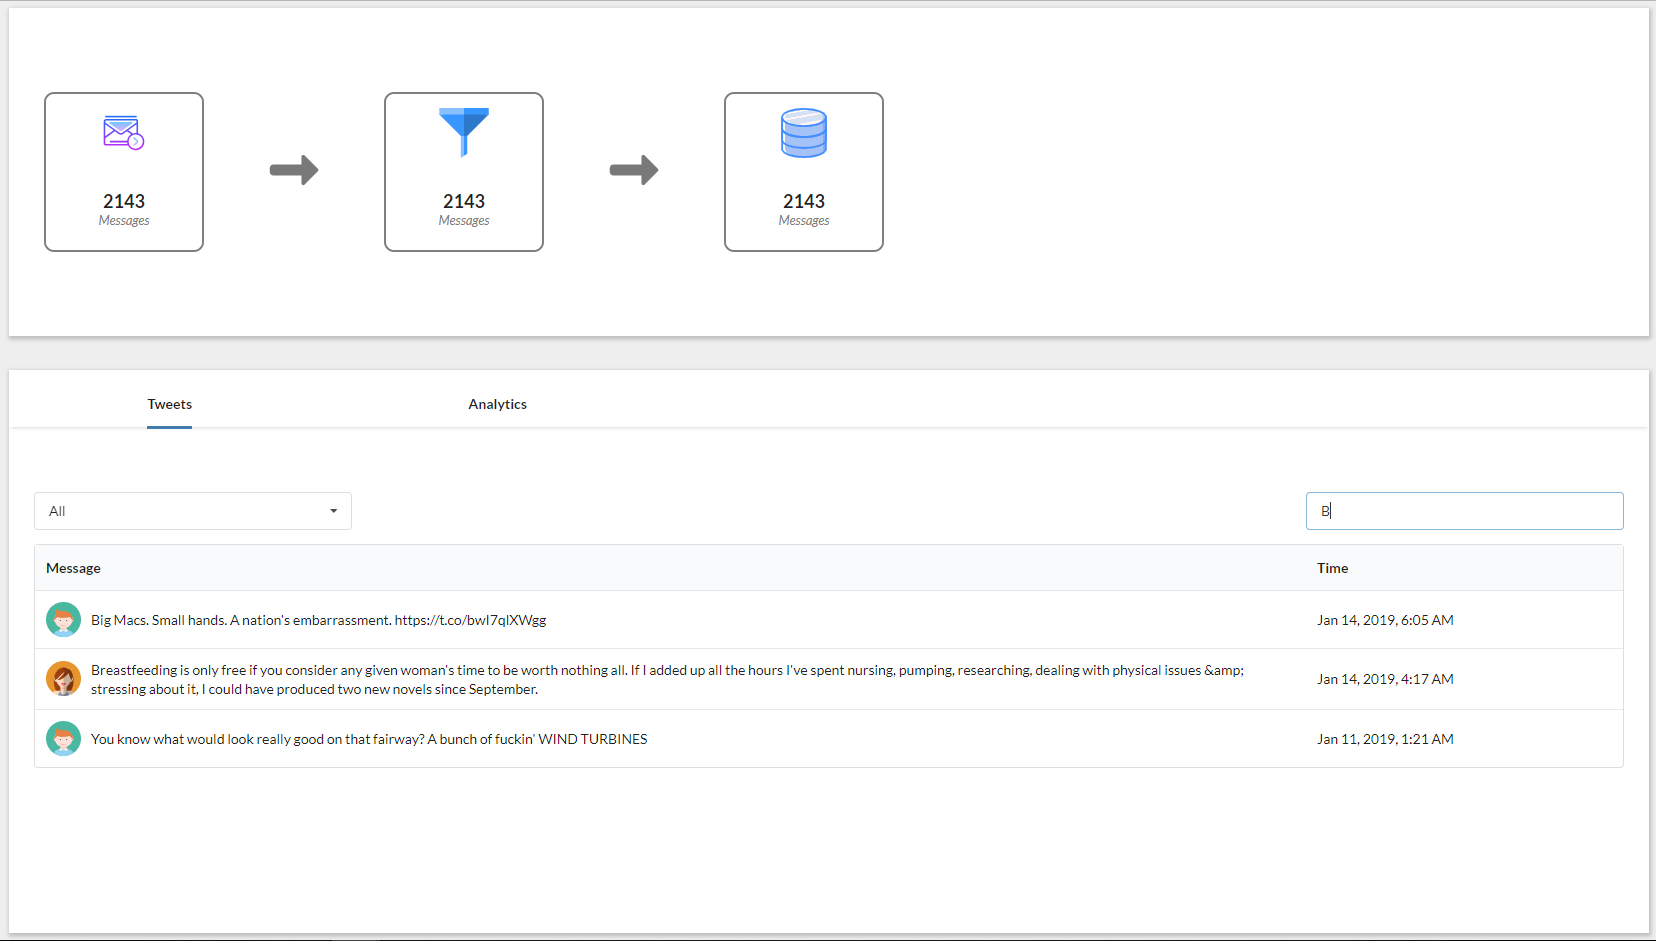 2143 2143 2143
Messages Messages Messages
Tweets Analytics
All B
Message Time
Big Macs. Small hands. A nation's embarrassment. https://t.co/bwI7qlXWgg Jan 14, 2019, 6:05 AM
Breastfeeding is only free if you consider any given woman's time to be worth nothing all. If I added up all the hours I've spent nursing, pumping, researching, dealing with physical issues &amp;
stressing about it, I could have produced two new novels since September. Jan 14, 2019, 4:17 AM
You know what would look really good on that fairway? A bunch of fuckin' WIND TURBINES Jan 11, 2019, 1:21 AM